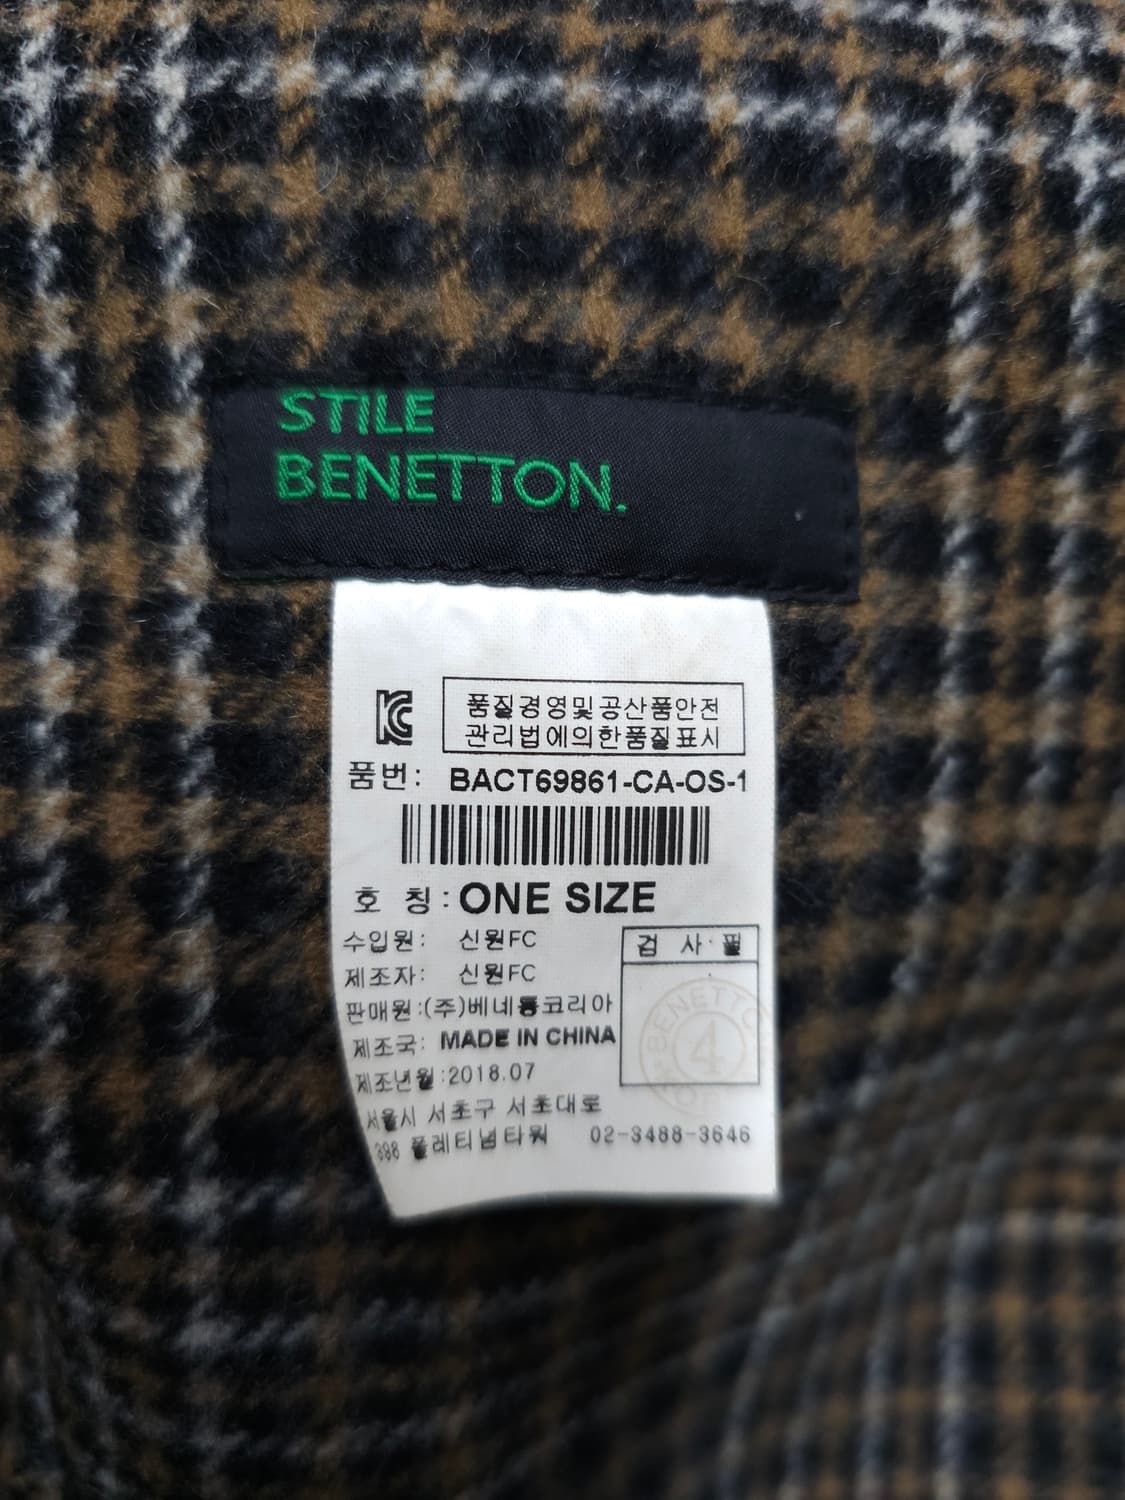 STILE
BENETTON.
KC
품질경영및공산품안전
관리법에의한품질표시
품번: BACT69861-CA-OS-1
호 칭: ONE SIZE
수입원: 신원FC
검 사 필
제조자: 신원FC
판매원:(주)베네통코리아
제조국: MADE IN CHINA
제조년월:2018.07
BENETTO
4
서울시 서초구 서초대로
398 플레티넘타워 02-3488-3646